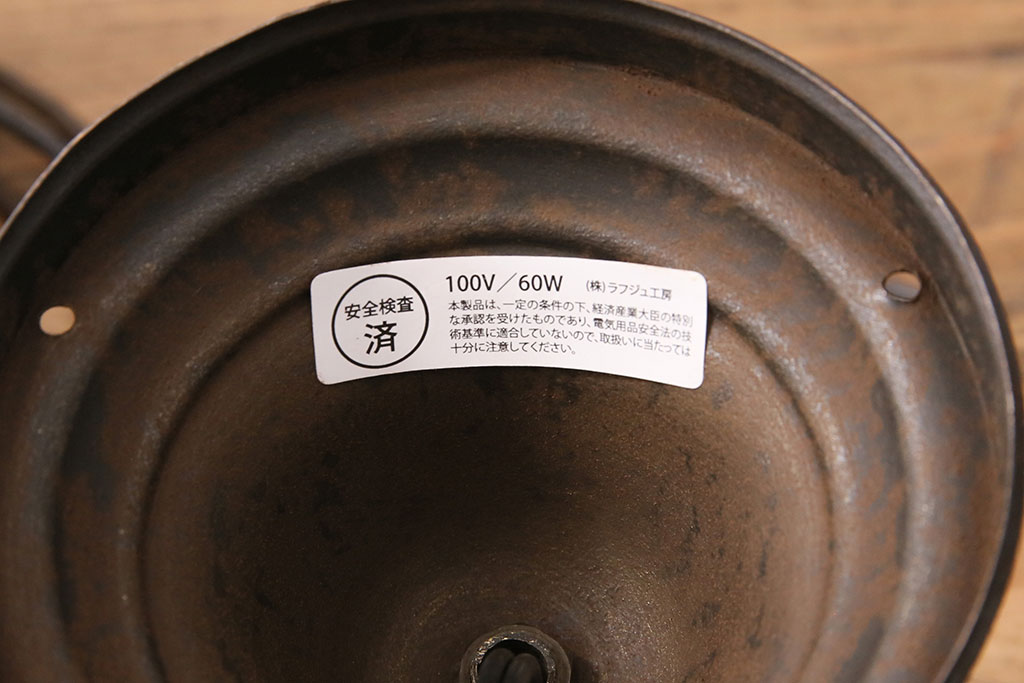 安全検査
済
100V／60W (株)ラフジュ工房
本製品は、一定の条件の下、経済産業大臣の特別
な承認を受けたものであり、電気用品安全法の技
術基準に適合していないので、取扱いに当たっては
十分に注意してください。